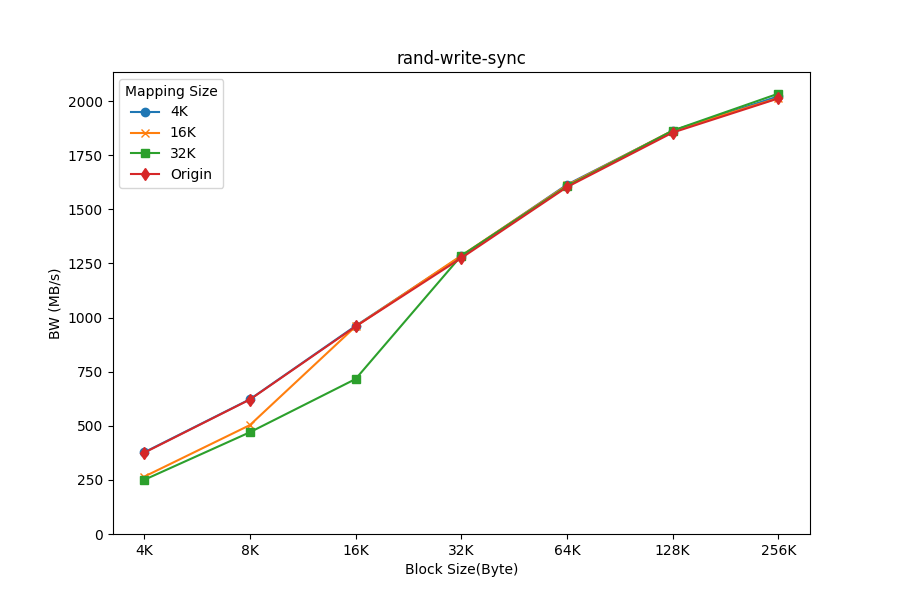 rand-write-sync
Mapping Size
4K
16K
32K
Origin
BW (MB/s)
2000
1750
1500
1250
1000
750
500
250
0
4K 8K 16K 32K 64K 128K 256K
Block Size(Byte)